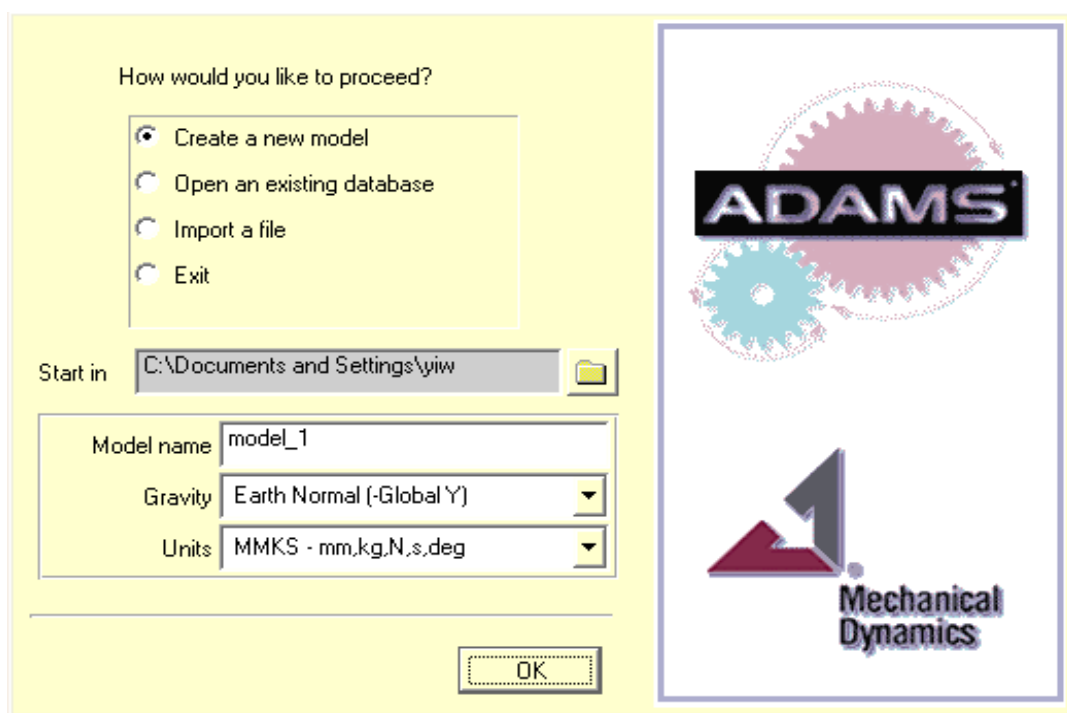 How would you like to proceed?
Create a new model
Open an existing database
Import a file
Exit
Start in C:\Documents and Settings\yiw
Model name model_1
Gravity Earth Normal (-Global Y)
Units MMKS - mm,kg,N,s,deg
OK
ADAMS
Mechanical
Dynamics